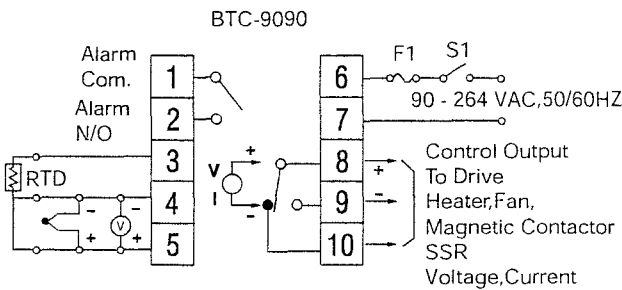 BTC-9090
Alarm
Com.
Alarm
N/O
RTD
V
1
2
3
4
5
V
I
6
7
8
9
10
F1
S1
90 - 264 VAC,50/60HZ
Control Output
To Drive
Heater,Fan,
Magnetic Contactor
SSR
Voltage,Current